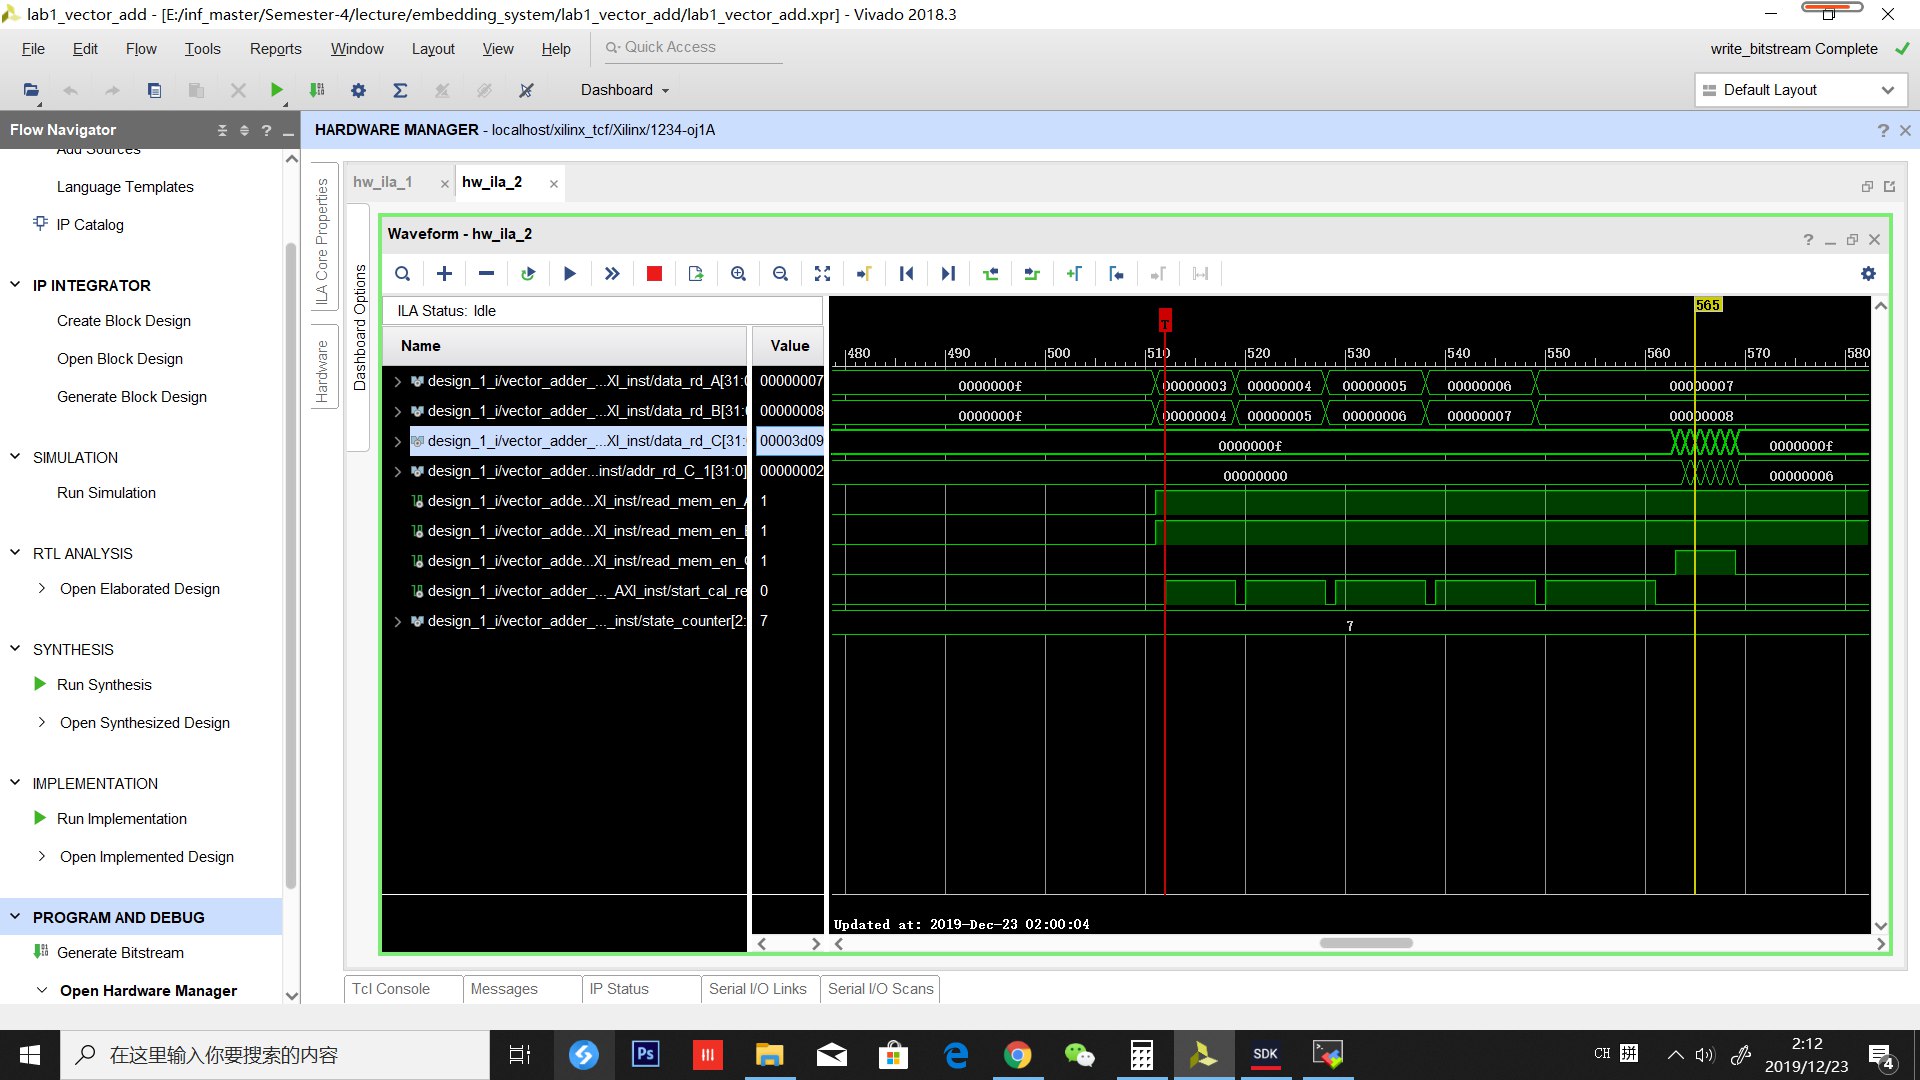 lab1_vector_add - [E:/inf_master/Semester-4/lecture/embedding_system/lab1_vector_add/lab1_vector_add.xpr] - Vivado 2018.3
File Edit Flow Tools Reports Window Layout View Help Quick Access
write_bitstream Complete
Dashboard
Default Layout
Flow Navigator
HARDWARE MANAGER - localhost/xilinx_tcf/Xilinx/1234-oj1A
Add Sources
Language Templates
IP Catalog
IP INTEGRATOR
Create Block Design
Open Block Design
Generate Block Design
SIMULATION
Run Simulation
RTL ANALYSIS
Open Elaborated Design
SYNTHESIS
Run Synthesis
Open Synthesized Design
IMPLEMENTATION
Run Implementation
Open Implemented Design
PROGRAM AND DEBUG
Generate Bitstream
Open Hardware Manager
ILA Core Properties
Hardware
Dashboard Options
hw_ila_1 hw_ila_2
Waveform - hw_ila_2
ILA Status: Idle
Name Value
design_1_i/vector_adder_...XI_inst/data_rd_A[31:0 00000007
design_1_i/vector_adder_...XI_inst/data_rd_B[31:0 00000008
design_1_i/vector_adder_...XI_inst/data_rd_C[31: 00003d09
design_1_i/vector_adder...inst/addr_rd_C_1[31:0] 00000002
design_1_i/vector_adde...XI_inst/read_mem_en_A 1
design_1_i/vector_adde...XI_inst/read_mem_en_B 1
design_1_i/vector_adde...XI_inst/read_mem_en_C 1
design_1_i/vector_adder_..._AXI_inst/start_cal_re 0
design_1_i/vector_adder_..._inst/state_counter[2: 7
565
T
480 490 500 510 520 530 540 550 560 570 580
0000000f 00000003 00000004 00000005 00000006 00000007
0000000f 00000004 00000005 00000006 00000007 00000008
0000000f 0000000f
00000000 00000006
7
Updated at: 2019-Dec-23 02:00:04
Tcl Console Messages IP Status Serial I/O Links Serial I/O Scans
在这里输入你要搜索的内容
Ps
SDK
CH 拼
2:12
2019/12/23
4